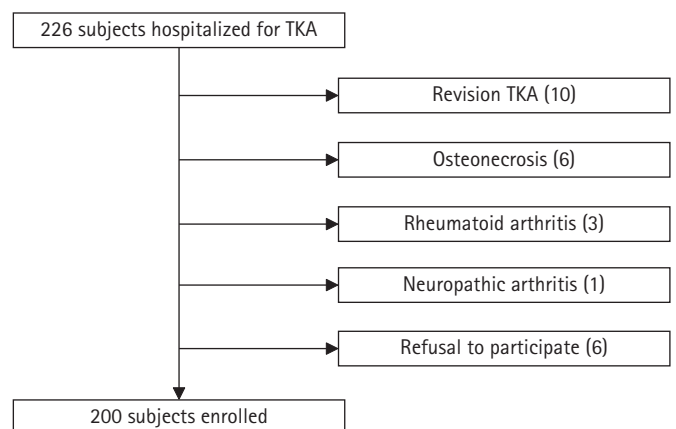 226 subjects hospitalized for TKA
Revision TKA (10)
Osteonecrosis (6)
Rheumatoid arthritis (3)
Neuropathic arthritis (1)
Refusal to participate (6)
200 subjects enrolled